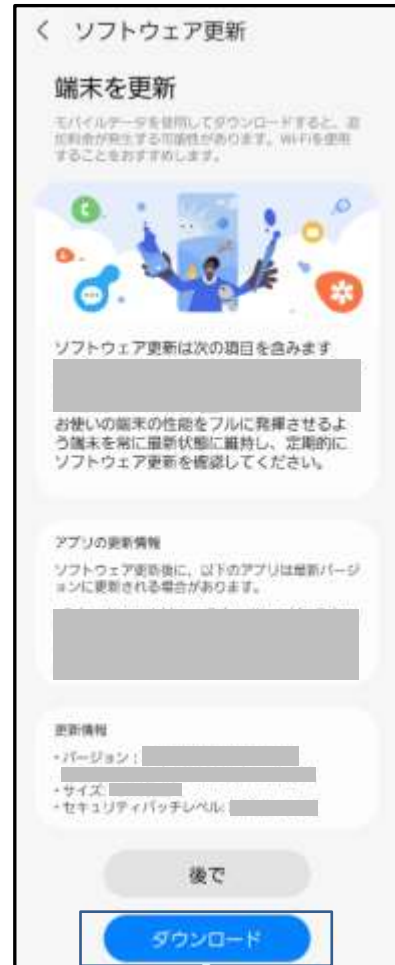 ソフトウェア更新
端末を更新
モバイルデータを使用してダウンロードすると、追
加料金が発生する可能性があります。Wi-Fiを使用
することをおすすめします。
ソフトウェア更新は次の項目を含みます
お使いの端末の性能をフルに発揮させるよ
う端末を常に最新状態に維持し、定期的に
ソフトウェア更新を確認してください。
アプリの更新情報
ソフトウェア更新後に、以下のアプリは最新バージ
ョンに更新される場合があります。
更新情報
・バージョン：
・サイズ:
・セキュリティパッチレベル:
後で
ダウンロード